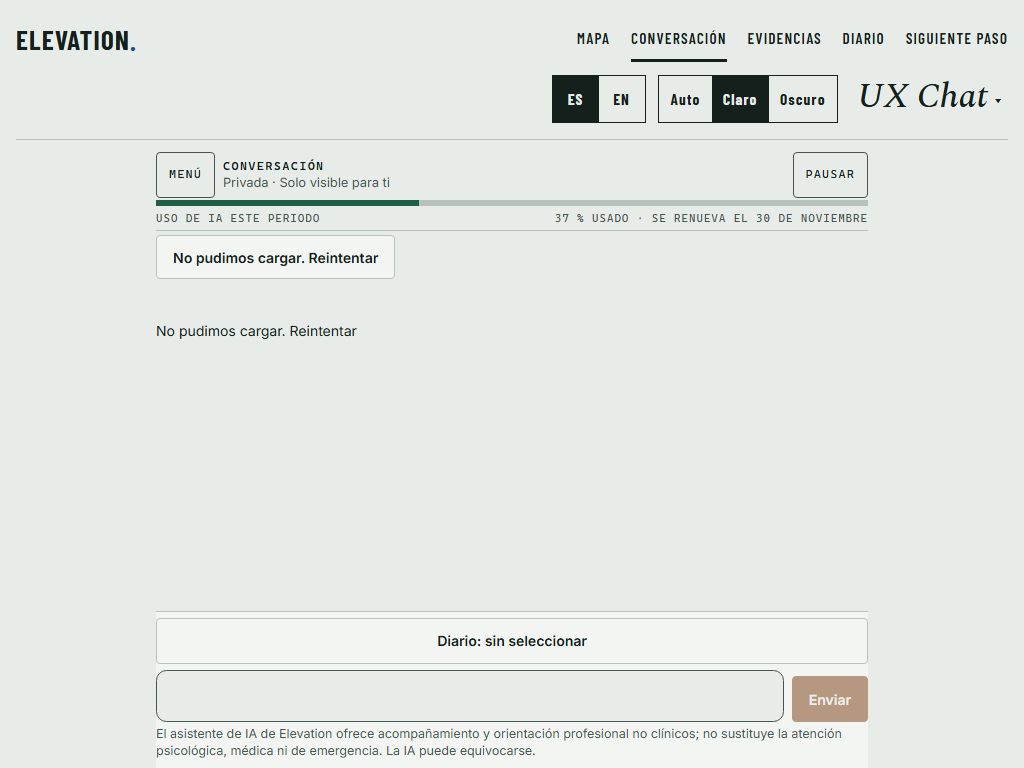 ELEVATION.
MAPA
CONVERSACIÓN
EVIDENCIAS
DIARIO
SIGUIENTE PASO
ES
EN
Auto
Claro
Oscuro
UX Chat
MENÚ
CONVERSACIÓN
Privada · Solo visible para ti
PAUSAR
USO DE IA ESTE PERIODO
37 % USADO · SE RENUEVA EL 30 DE NOVIEMBRE
No pudimos cargar. Reintentar
No pudimos cargar. Reintentar
Diario: sin seleccionar
Enviar
El asistente de IA de Elevation ofrece acompañamiento y orientación profesional no clínicos; no sustituye la atención
psicológica, médica ni de emergencia. La IA puede equivocarse.